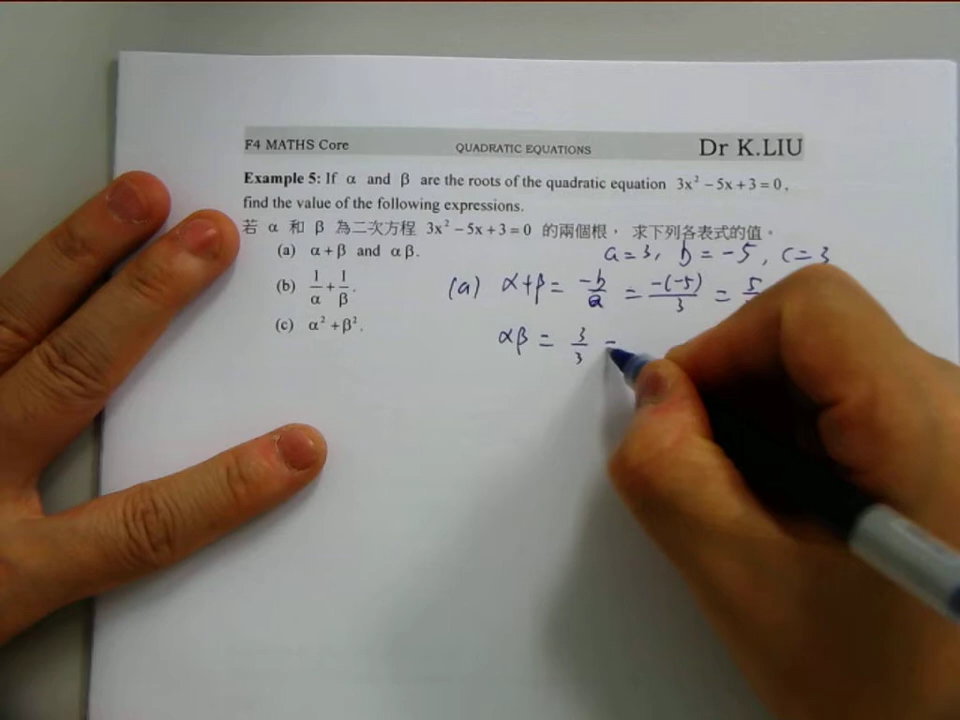 F4 MATHS Core QUADRATIC EQUATIONS Dr K.LIU
Example 5: If α and β are the roots of the quadratic equation 3x² − 5x + 3 = 0,
find the value of the following expressions.
若 α 和 β 為二次方程 3x² − 5x + 3 = 0 的兩個根，求下列各表式的值。
a = 3, b = −5, c = 3
(a) α + β and α β.
(a) α+β = -b/a = -(-5)/3 = 5
(b) 1/α + 1/β.
(c) α² + β².
αβ = 3/3 =